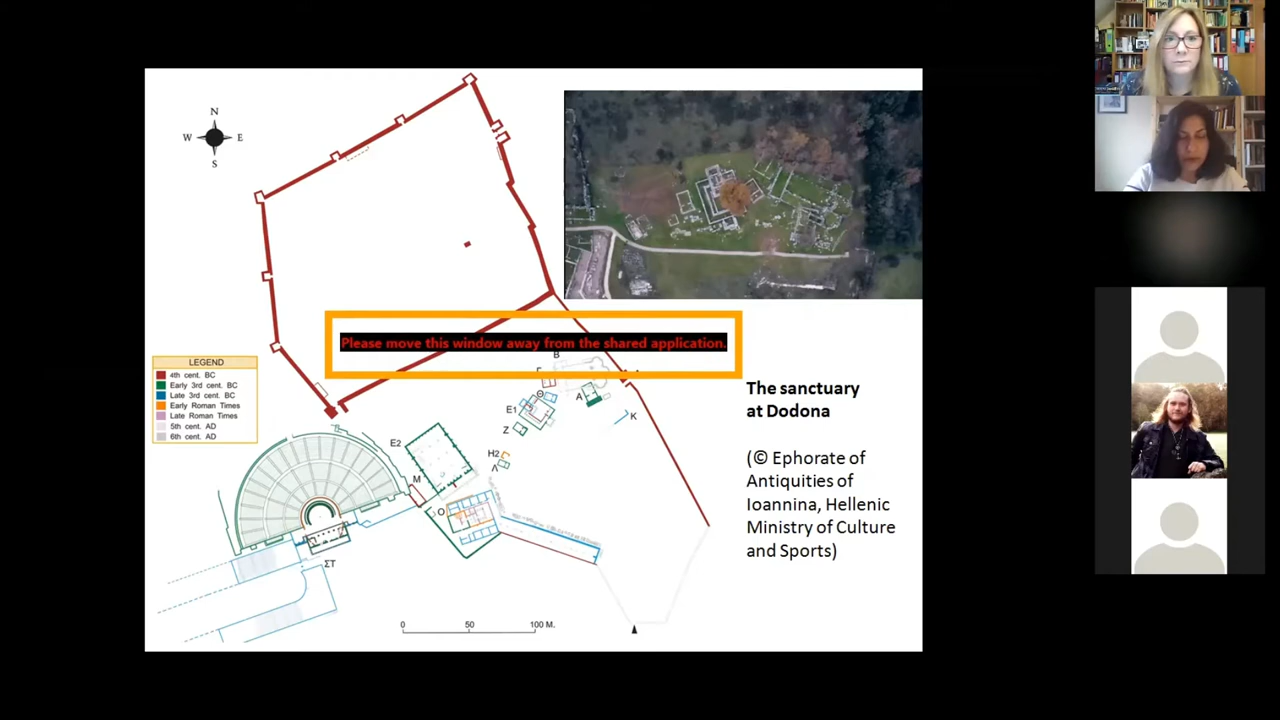 N
W E
S
Please move this window away from the shared application.
B
Γ
Θ
A
E1
K
Z
E2
H2
Λ
M
O
ΣΤ
LEGEND
4th cent. BC
Early 3rd cent. BC
Late 3rd cent. BC
Early Roman Times
Late Roman Times
5th cent. AD
6th cent. AD
0 50 100 M.
The sanctuary
at Dodona
(© Ephorate of
Antiquities of
Ioannina, Hellenic
Ministry of Culture
and Sports)